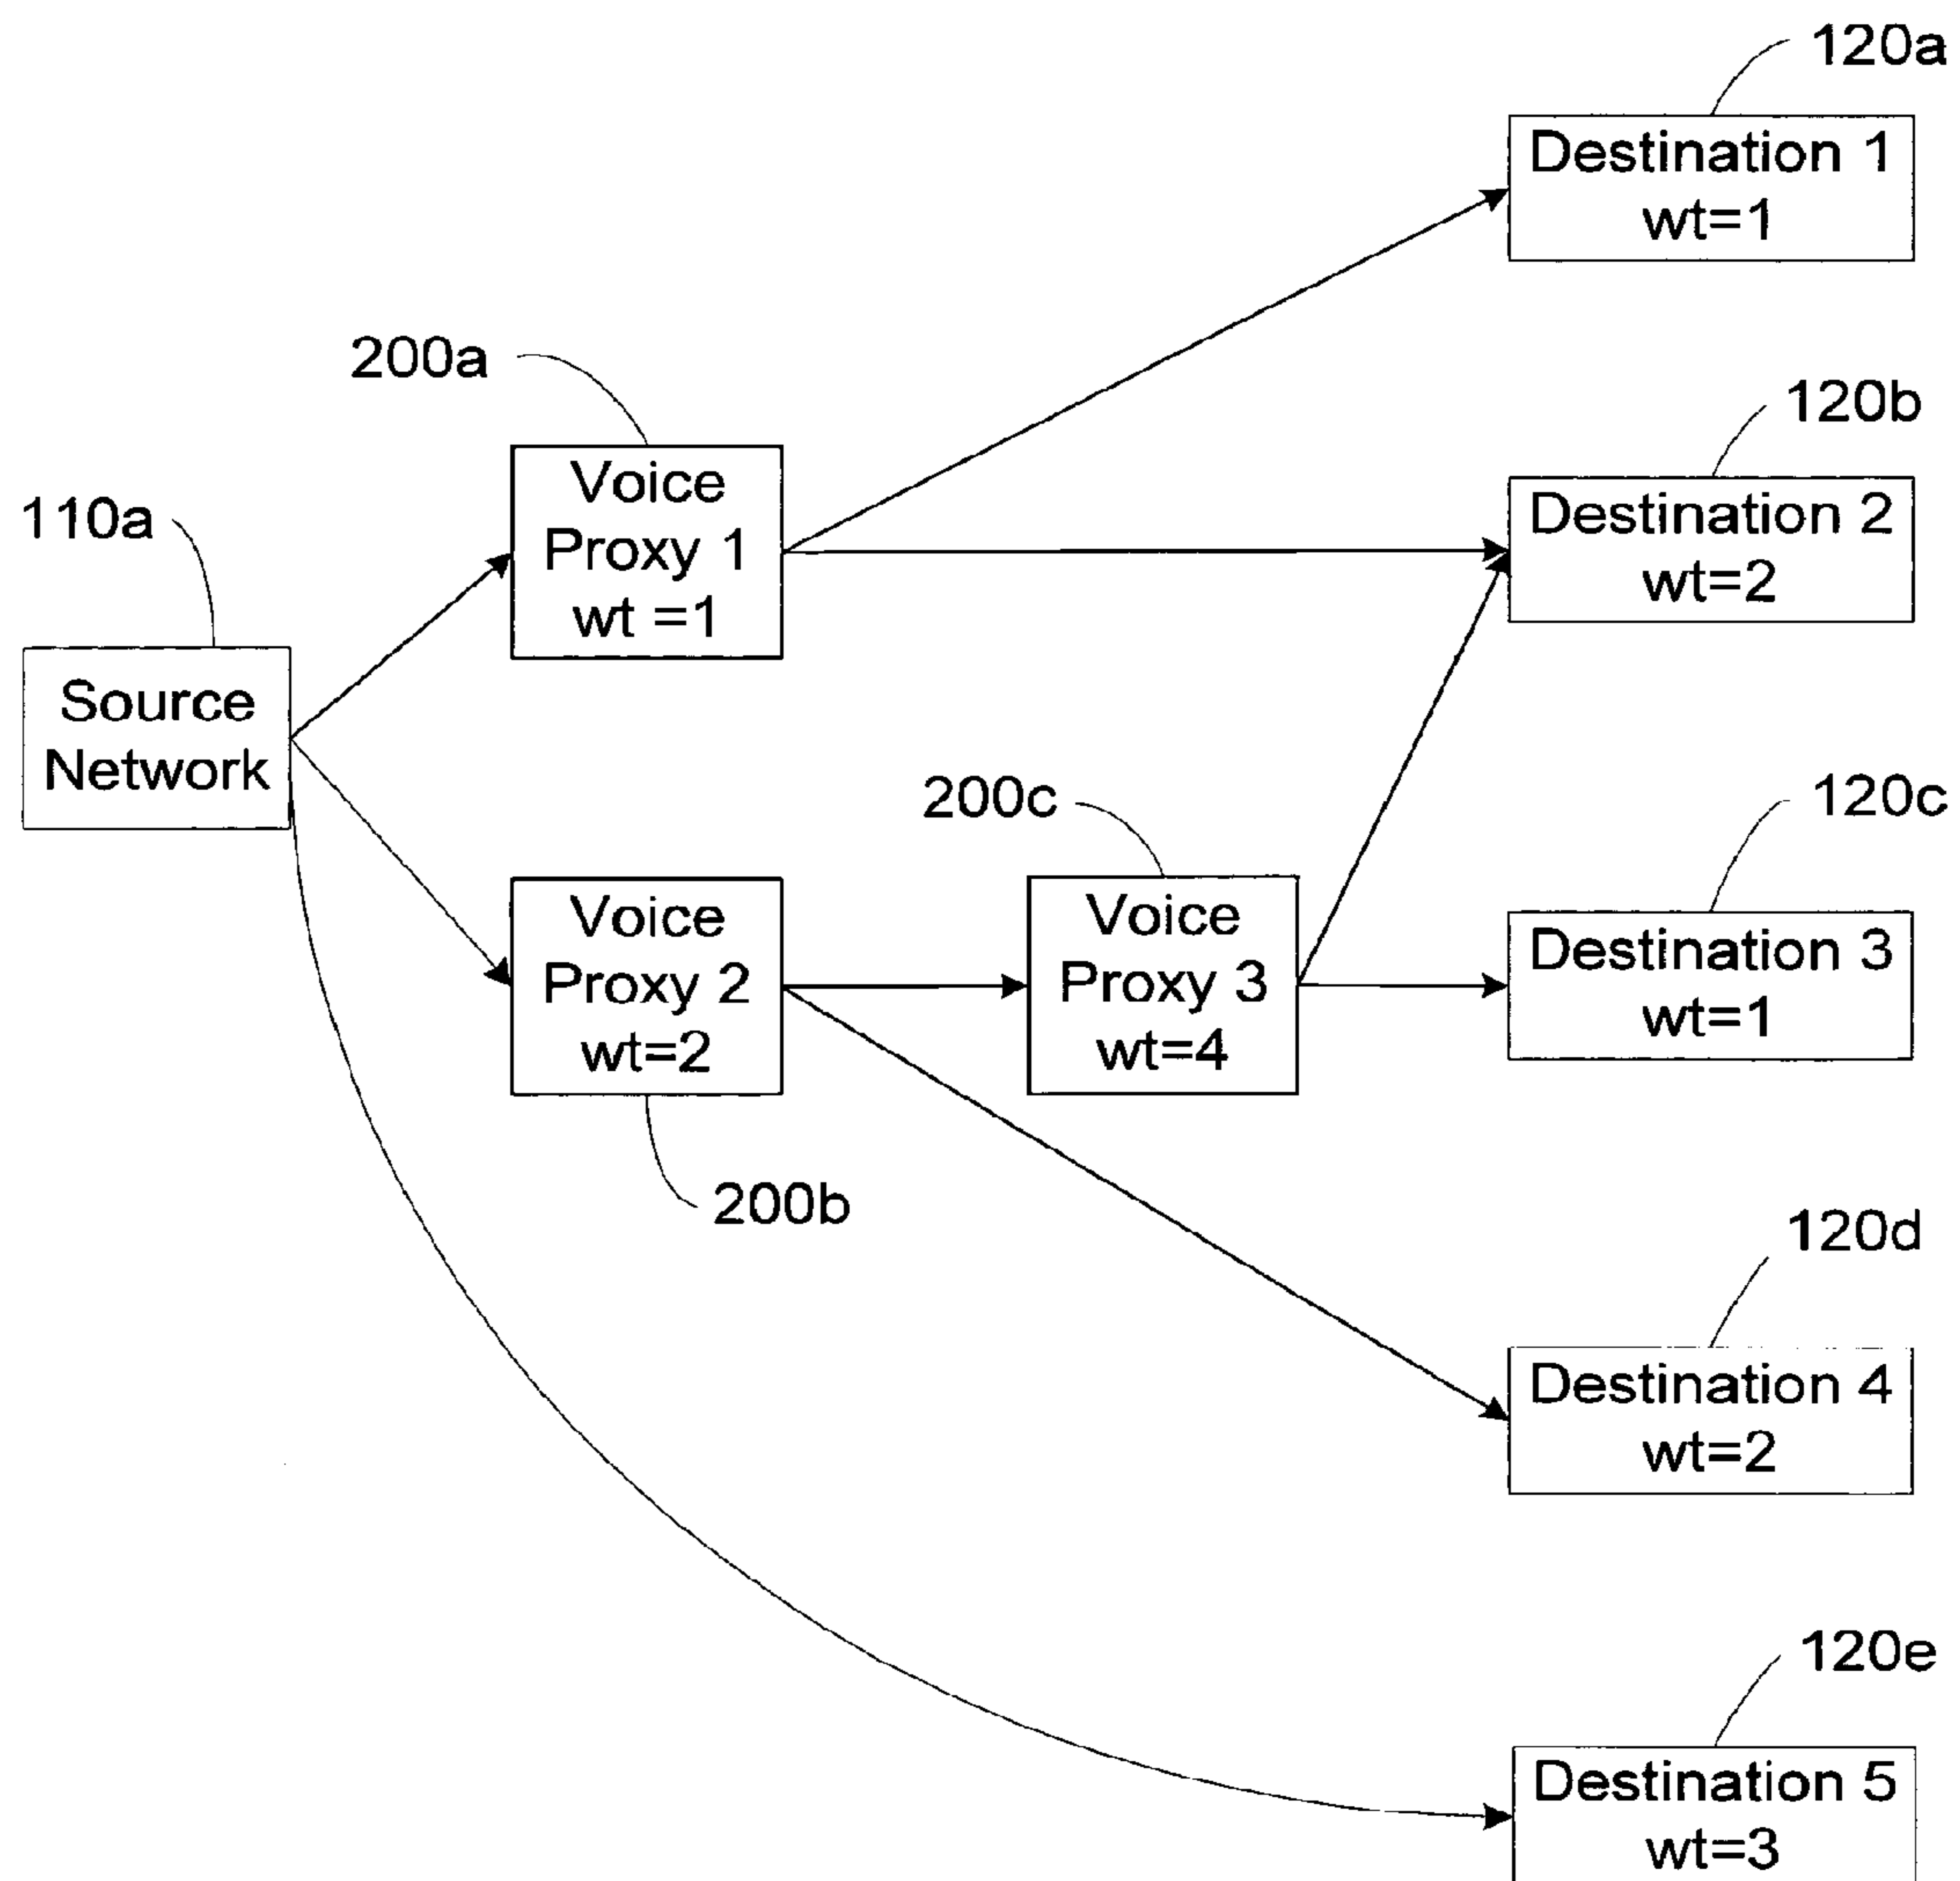 120a
Destination 1
wt=1
200a
120b
Voice
Proxy 1
wt =1
Destination 2
wt=2
110a
Source
Network
200c
120c
Voice
Proxy 2
wt=2
Voice
Proxy 3
wt=4
Destination 3
wt=1
200b
120d
Destination 4
wt=2
120e
Destination 5
wt=3